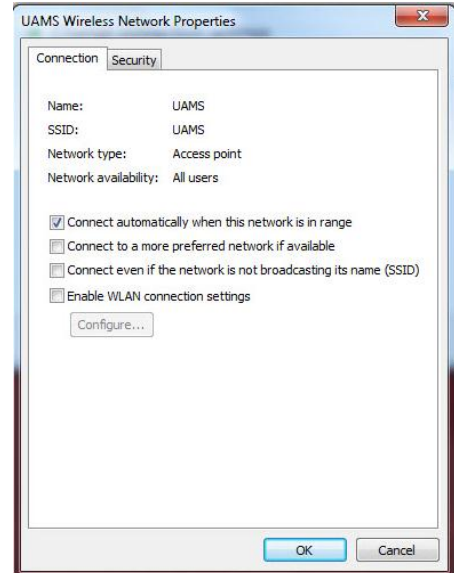 UAMS Wireless Network Properties
Connection Security
Name: UAMS
SSID: UAMS
Network type: Access point
Network availability: All users
Connect automatically when this network is in range
Connect to a more preferred network if available
Connect even if the network is not broadcasting its name (SSID)
Enable WLAN connection settings
Configure...
OK Cancel